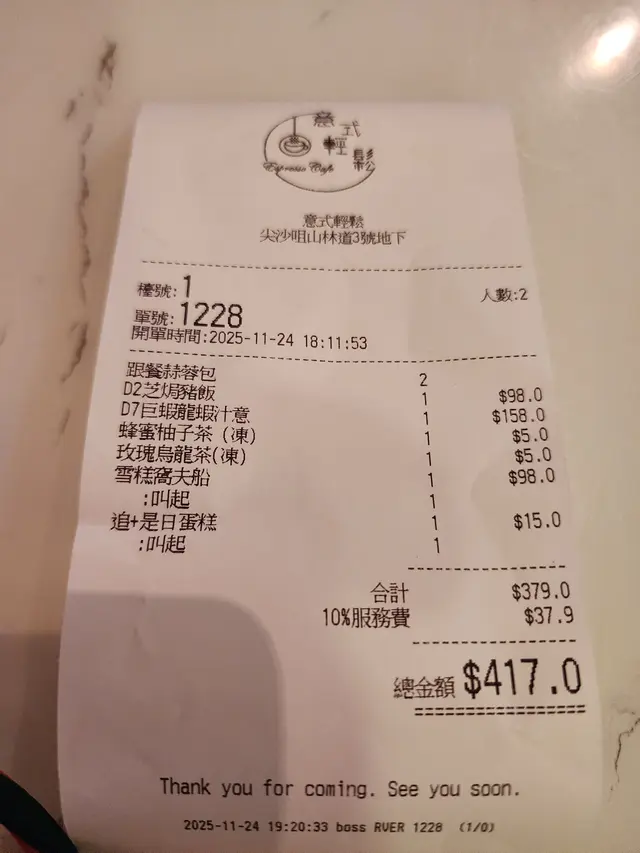 意式輕鬆
Espresso Cafe
意式輕鬆
尖沙咀山林道3號地下
檯號:1 人數:2
單號:1228
開單時間:2025-11-24 18:11:53
跟餐蒜蓉包 2
D2芝焗豬飯 1 $98.0
D7巨蝦龍蝦汁意 1 $158.0
蜂蜜柚子茶 (凍) 1 $5.0
玫瑰烏龍茶(凍) 1 $5.0
雪糕窩夫船 1 $98.0
:叫起 1
追+是日蛋糕 1 $15.0
:叫起 1
合計 $379.0
10%服務費 $37.9
總金額 $417.0
Thank you for coming. See you soon.
2025-11-24 19:20:33 boss RVER 1228 (1/0)